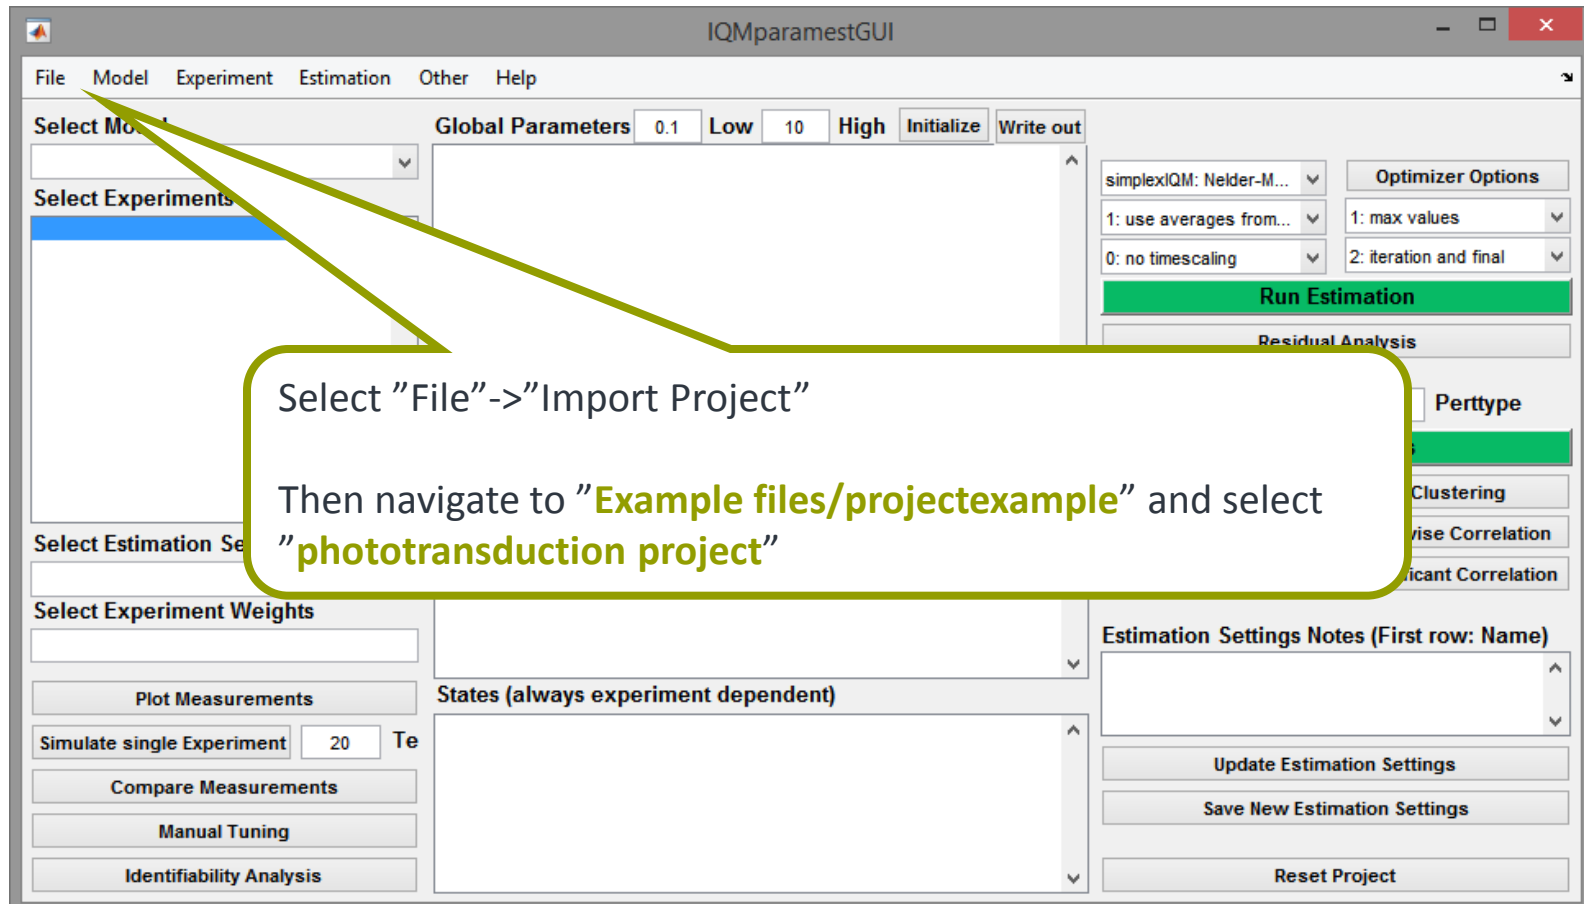 IQMparamestGUI
File Model Experiment Estimation Other Help
Select
Global Parameters 0.1 Low 10 High Initialize Write out
simplexIQM: Nelder-M... Optimizer Options
Select Experiments
1: use averages from... 1: max values
0: no timescaling 2: iteration and final
Run Estimation
Residual Analysis
Select ”File”->”Import Project”
Then navigate to ”Example files/projectexample” and select
”phototransduction project”
Perttype
Clustering
Correlation
Correlation
Select Estimation
Select Experiment Weights
Estimation Settings Notes (First row: Name)
Plot Measurements
States (always experiment dependent)
Simulate single Experiment 20 Te
Compare Measurements
Manual Tuning
Identifiability Analysis
Update Estimation Settings
Save New Estimation Settings
Reset Project